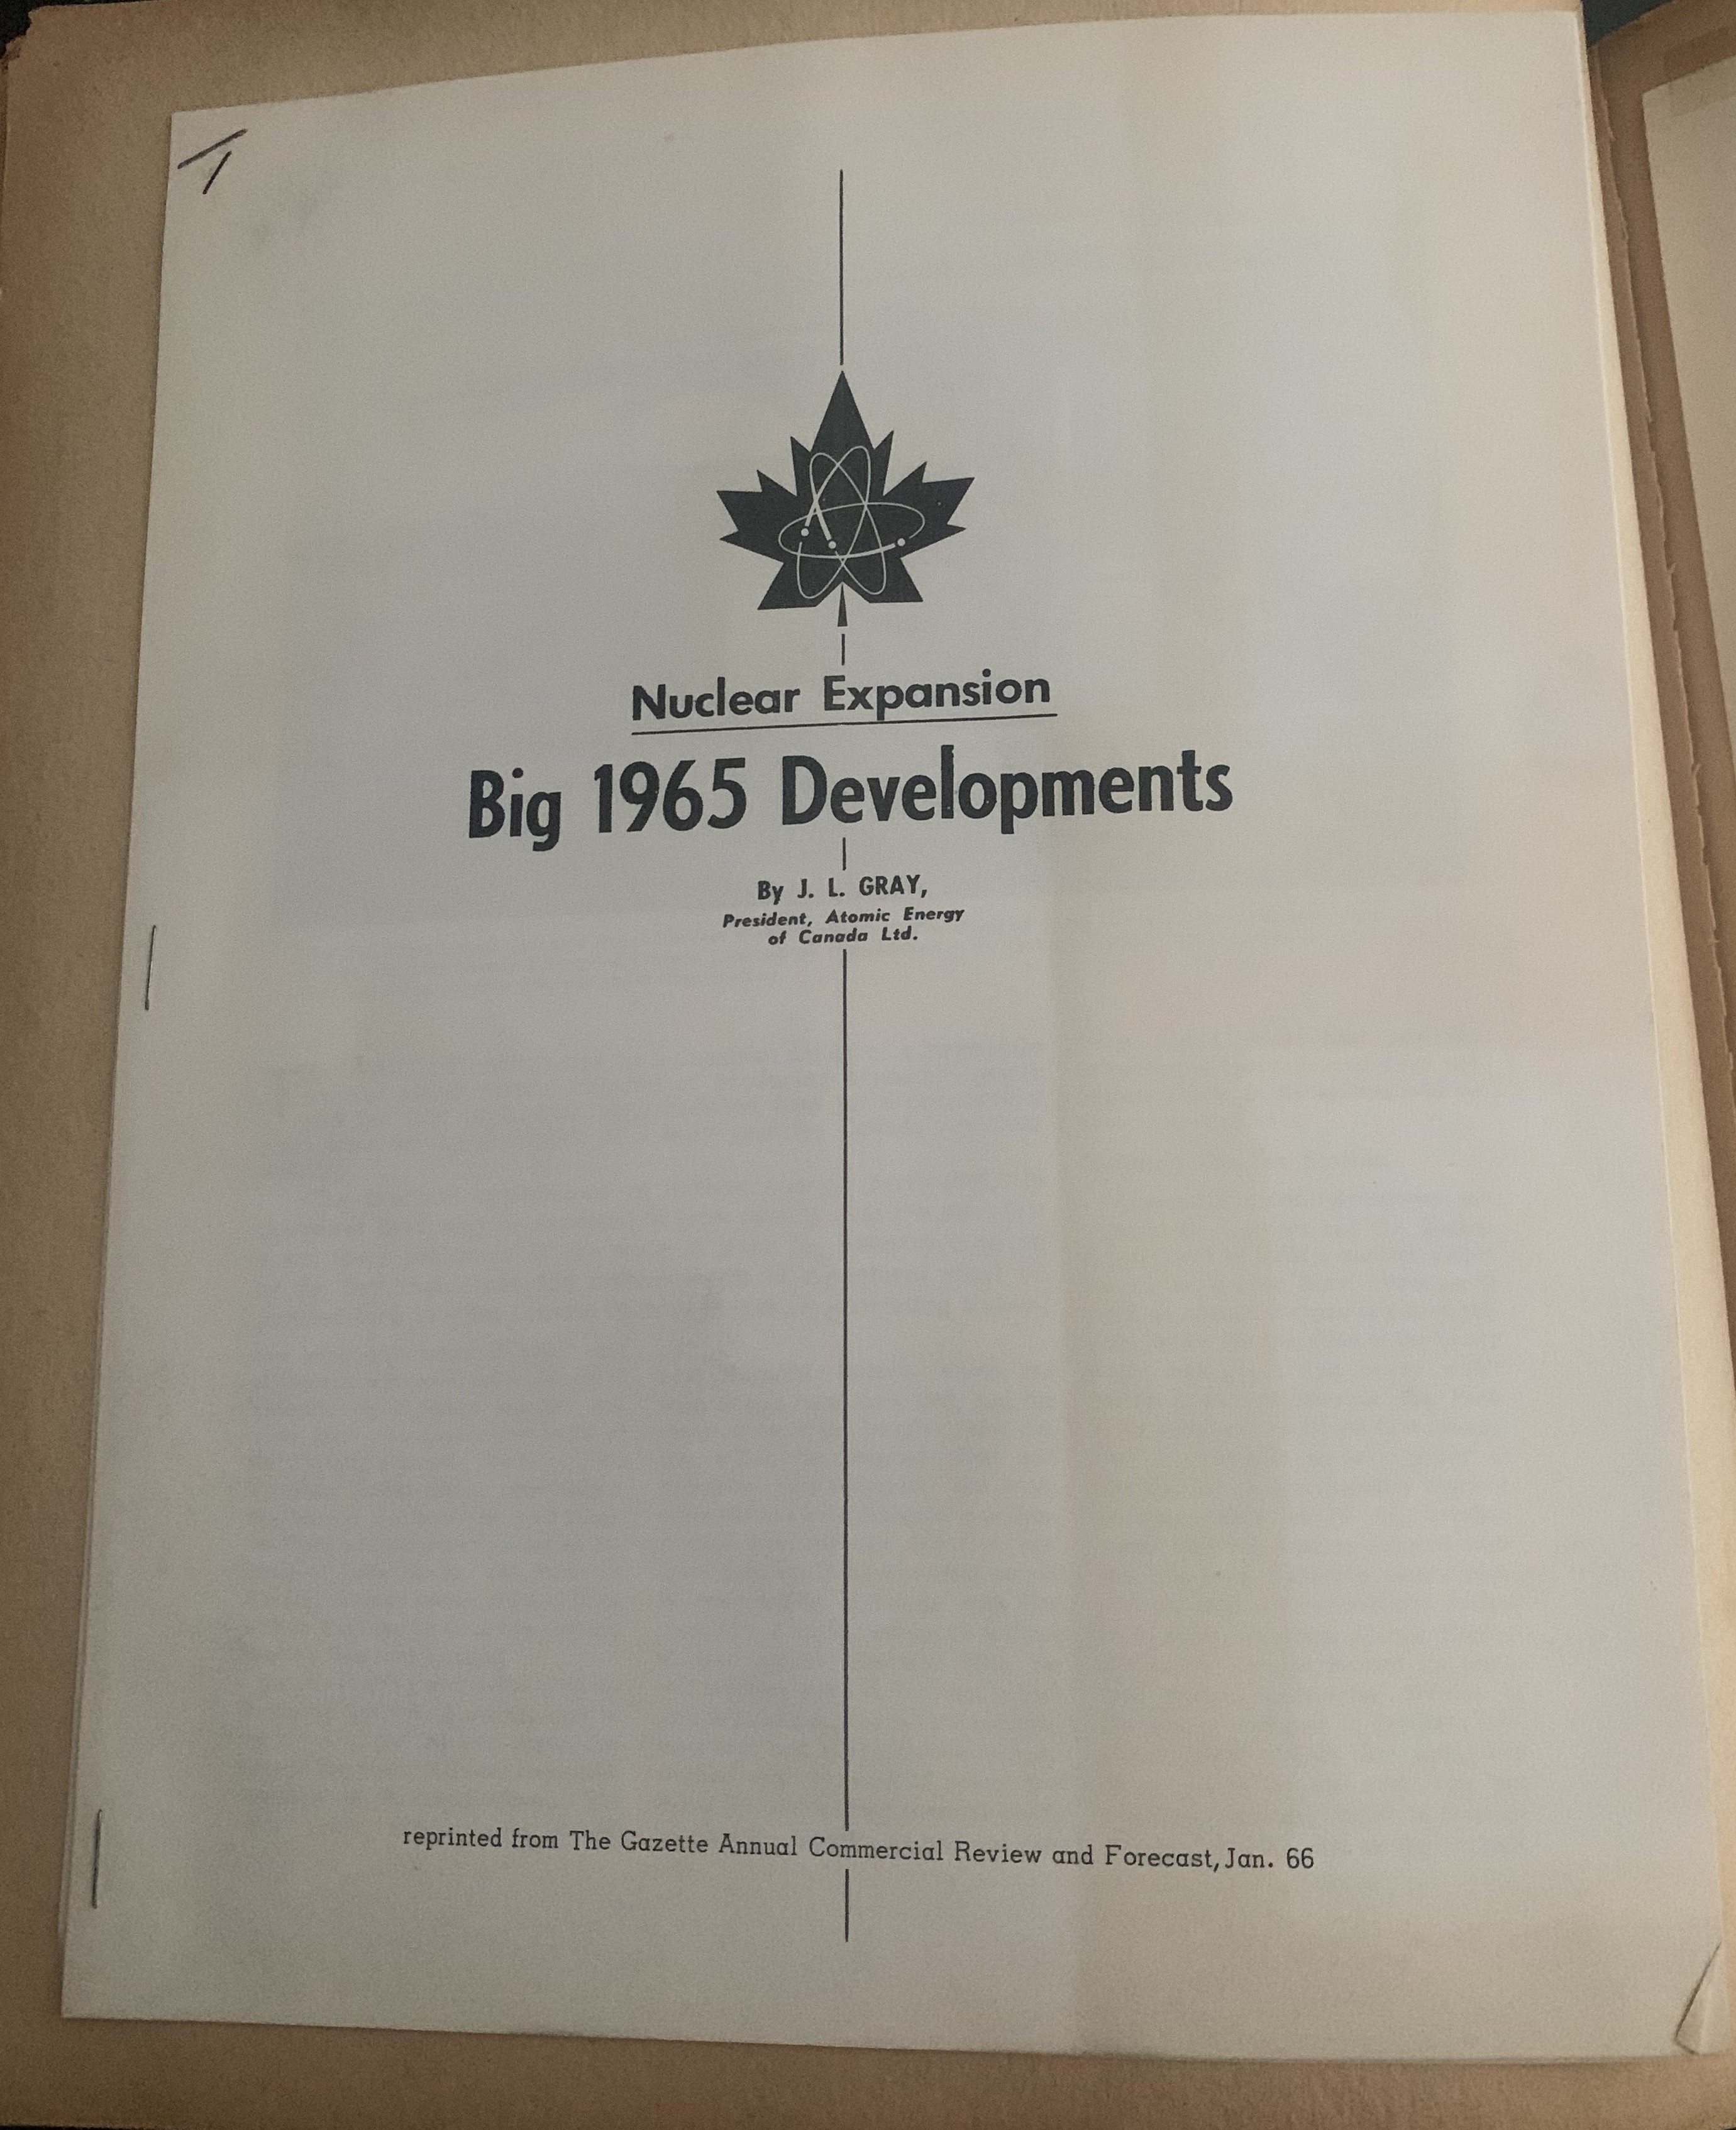 Nuclear Expansion
Big 1965 Developments
By J. L. GRAY,
President, Atomic Energy
of Canada Ltd.
reprinted from The Gazette Annual Commercial Review and Forecast, Jan. 66